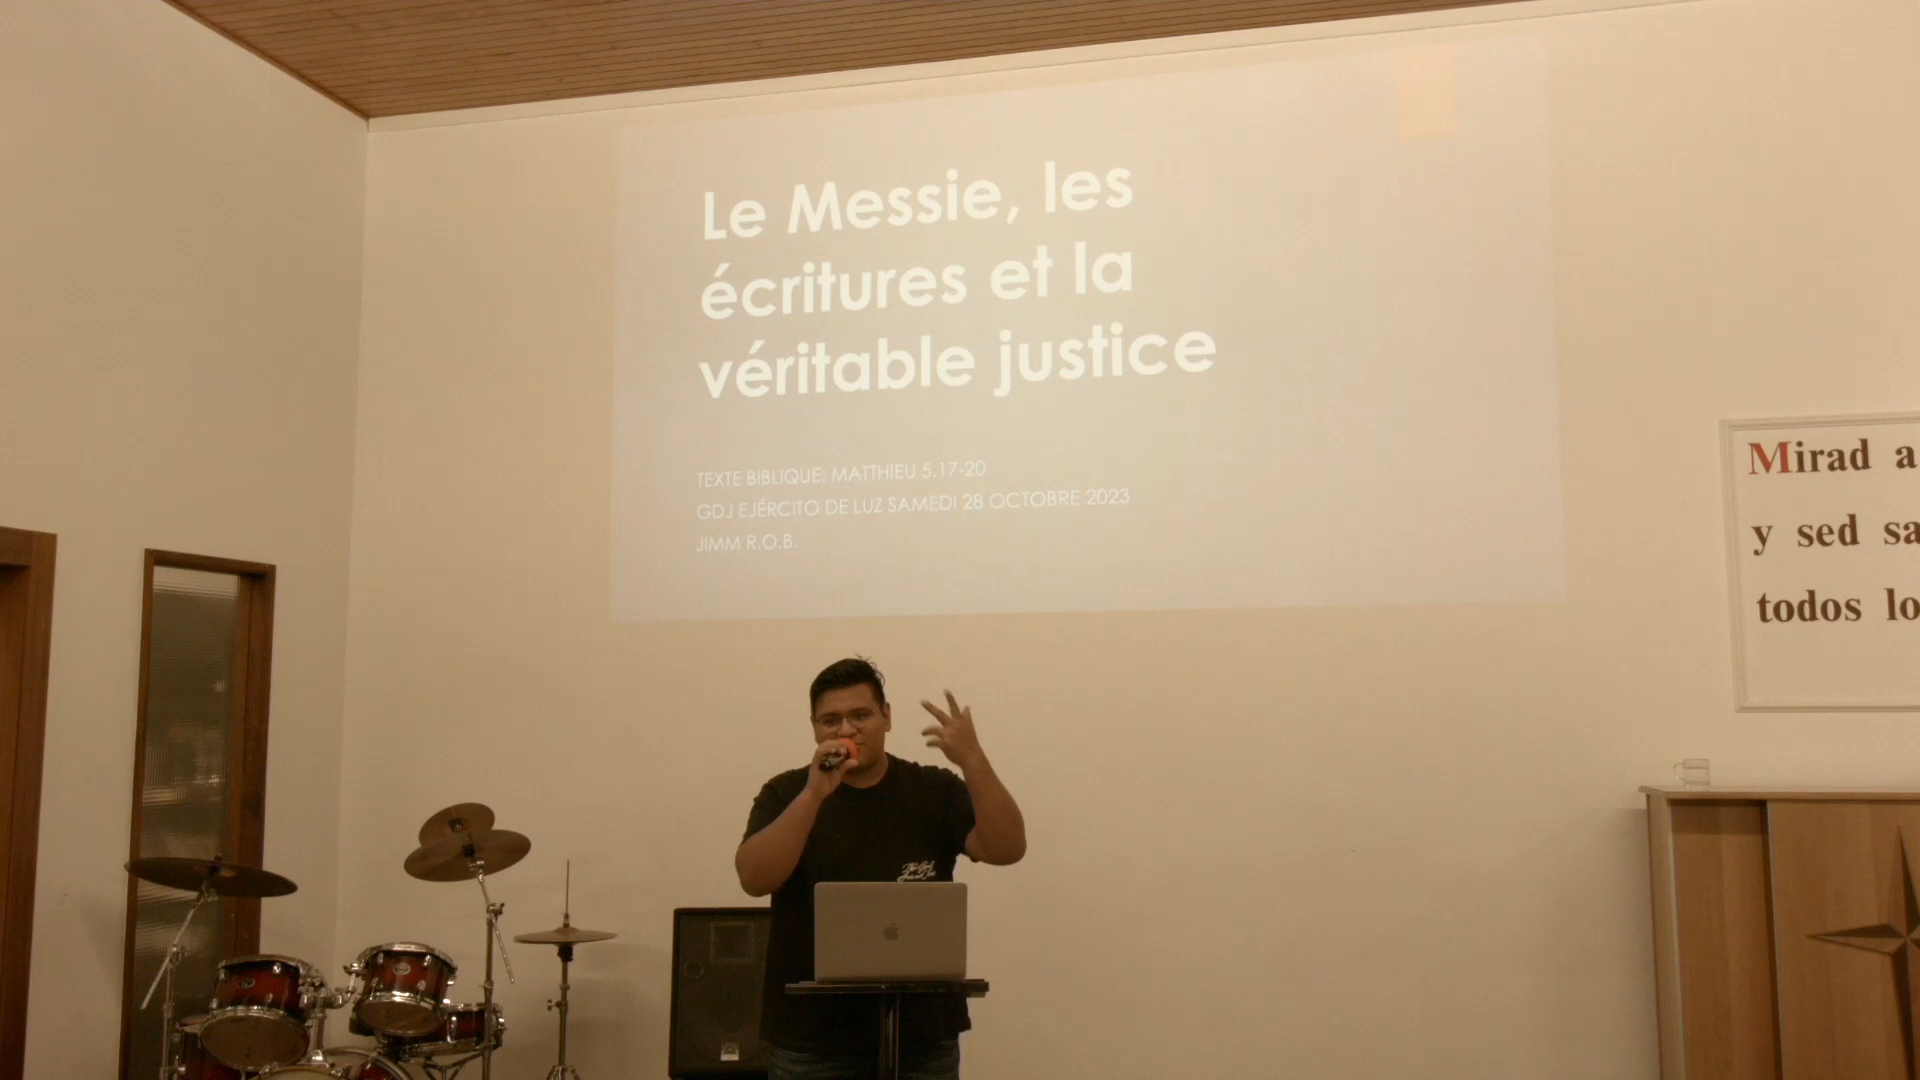 Le Messie, les
écritures et la
véritable justice
TEXTE BIBLIQUE: MATTHIEU 5.17-20
GDJ EJÉRCITO DE LUZ SAMEDI 28 OCTOBRE 2023
JIMM R.O.B.
Mirad a
y sed sa
todos lo